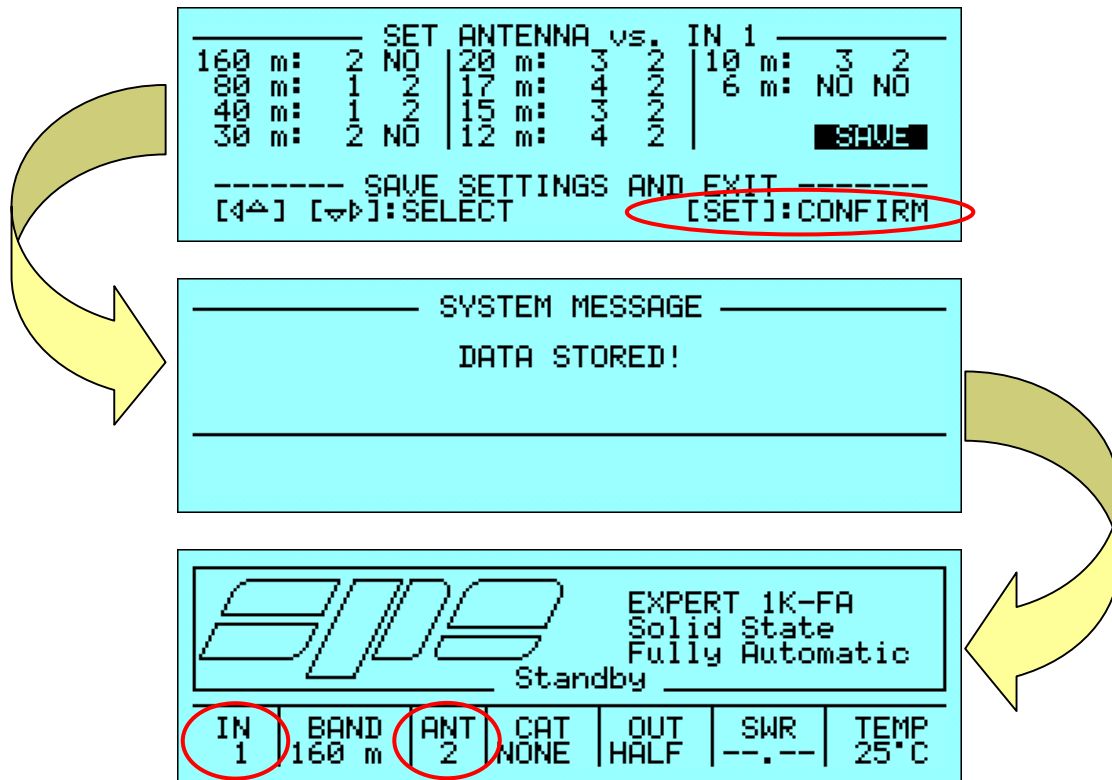 SET ANTENNA vs. IN 1
160 m: 2 NO 20 m: 3 2 10 m: 3 2
80 m: 1 2 17 m: 4 2 6 m: NO NO
40 m: 1 2 15 m: 3 2
30 m: 2 NO 12 m: 4 2 SAVE
------- SAVE SETTINGS AND EXIT -------
[◁△] [▽▷]:SELECT [SET]:CONFIRM
SYSTEM MESSAGE
DATA STORED!
spe
EXPERT 1K-FA
Solid State
Fully Automatic
Standby
IN BAND ANT CAT OUT SWR TEMP
1 160 m 2 NONE HALF --.-- 25°C